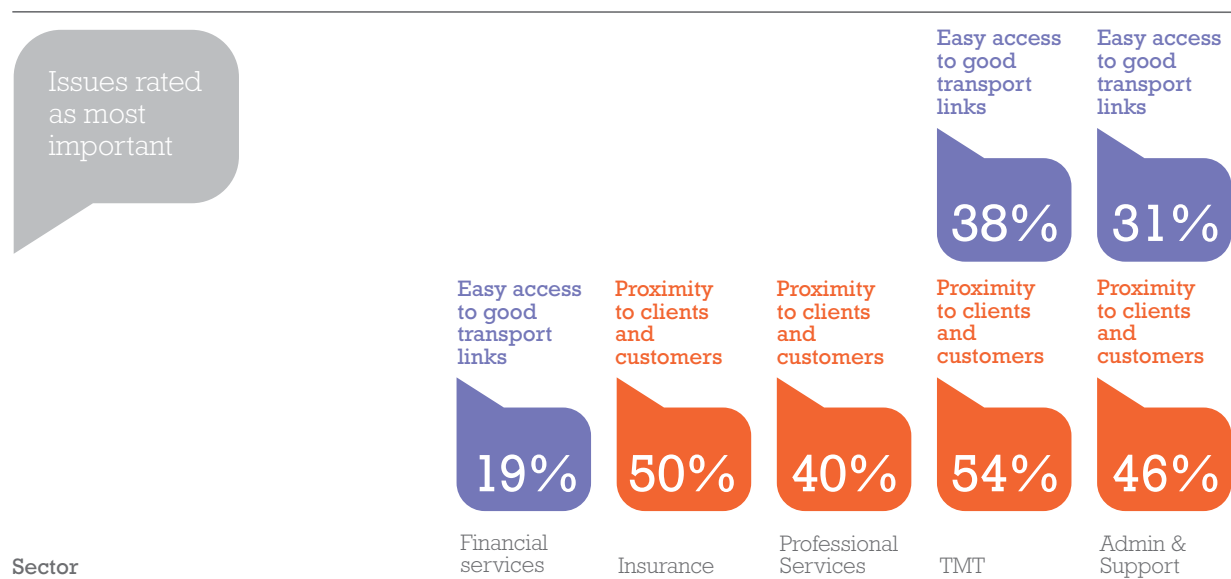 Issues rated
as most
important
Easy access
to good
transport
links
38%
Easy access
to good
transport
links
31%
Easy access
to good
transport
links
19%
Proximity
to clients
and
customers
50%
Proximity
to clients
and
customers
40%
Proximity
to clients
and
customers
54%
Proximity
to clients
and
customers
46%
Sector
Financial
services
Insurance
Professional
Services
TMT
Admin &
Support